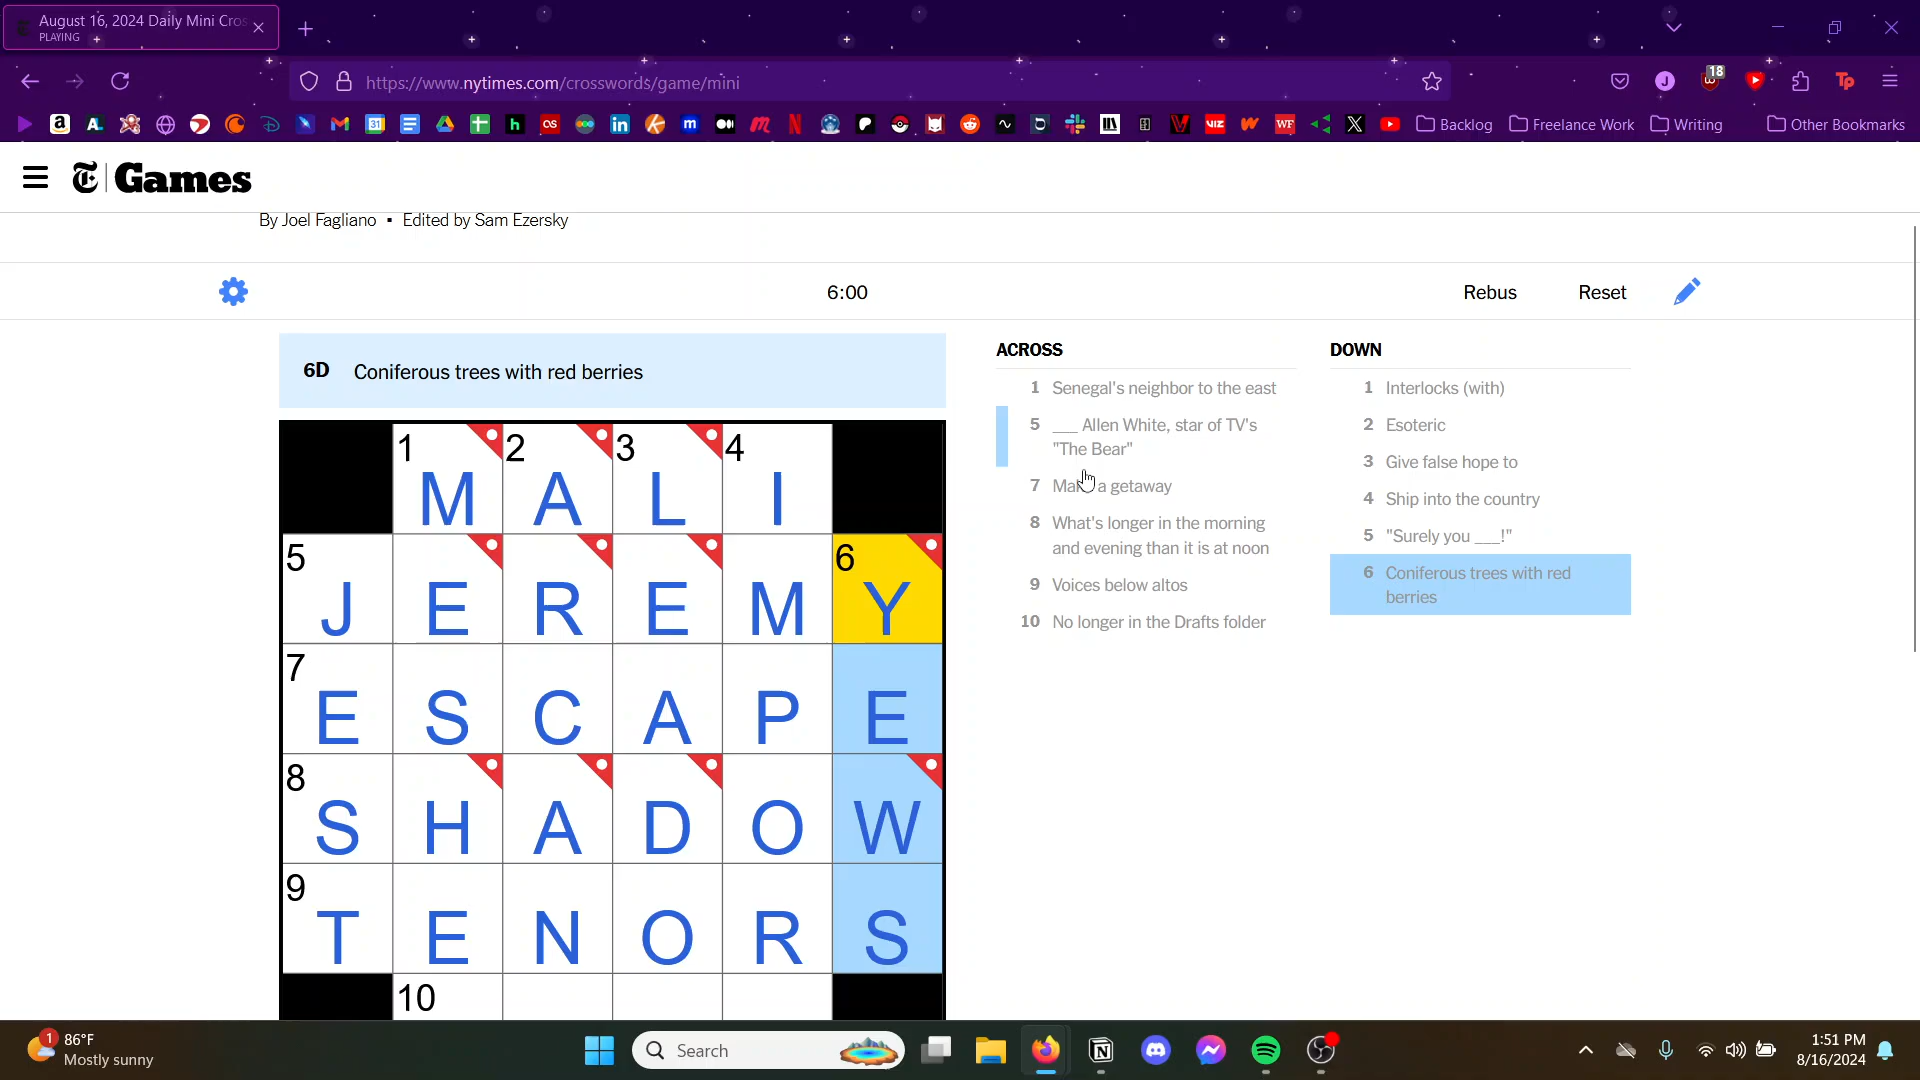 August 16, 2024 Daily Mini Cros
PLAYING
https://www.nytimes.com/crosswords/game/mini
18
Backlog
Freelance Work
Writing
Other Bookmarks
Games
By Joel Fagliano • Edited by Sam Ezersky
6:00
Rebus
Reset
6D Coniferous trees with red berries
1 M 2 A 3 L 4 I
5 J E R E M 6 Y
7 E S C A P E
8 S H A D O W
9 T E N O R S
10
ACROSS
1 Senegal's neighbor to the east
5 ___ Allen White, star of TV's
"The Bear"
7 Make a getaway
8 What's longer in the morning
and evening than it is at noon
9 Voices below altos
10 No longer in the Drafts folder
DOWN
1 Interlocks (with)
2 Esoteric
3 Give false hope to
4 Ship into the country
5 "Surely you ___!"
6 Coniferous trees with red
berries
1
86°F
Mostly sunny
Search
1:51 PM
8/16/2024